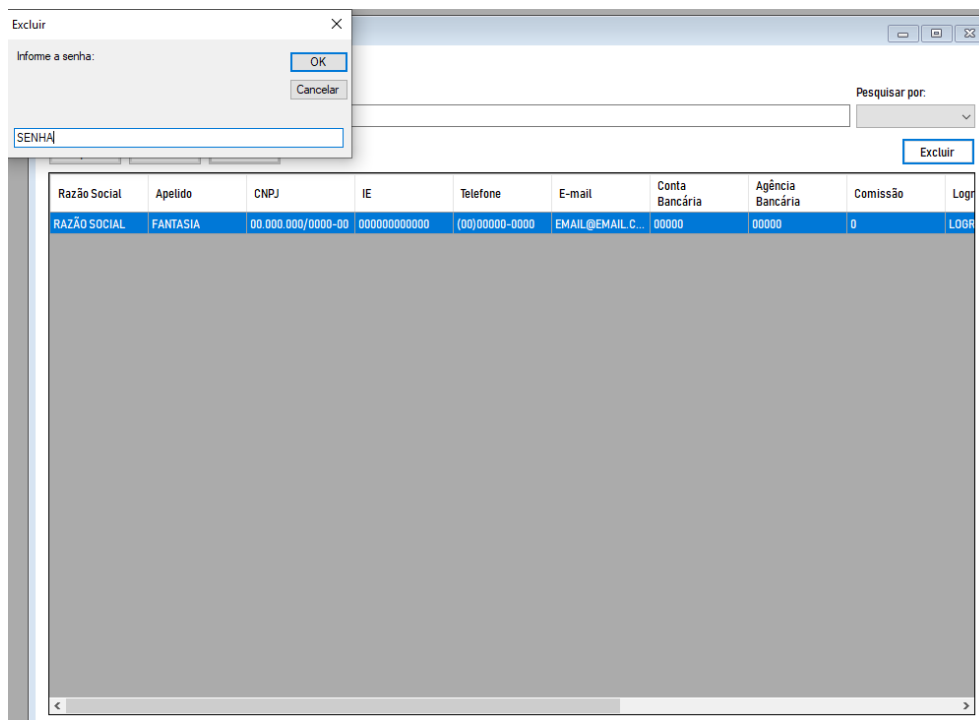 Excluir
Informe a senha:
OK
Cancelar
SENHA
Pesquisar por:
Excluir
Razão Social Apelido CNPJ IE Telefone E-mail Conta Bancária Agência Bancária Comissão Logr
RAZÃO SOCIAL FANTASIA 00.000.000/0000-00 000000000000 (00)00000-0000 EMAIL@EMAIL.C... 00000 00000 0 LOGR